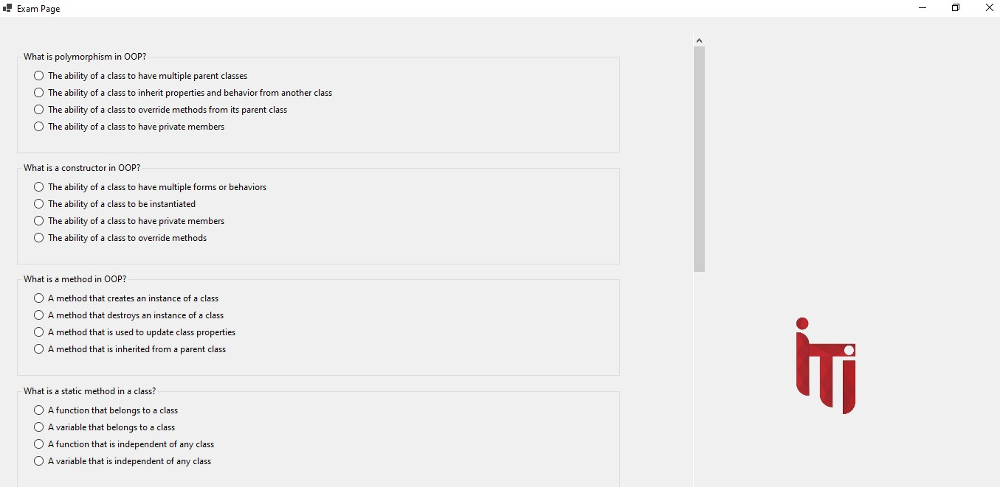 Exam Page
What is polymorphism in OOP?
The ability of a class to have multiple parent classes
The ability of a class to inherit properties and behavior from another class
The ability of a class to override methods from its parent class
The ability of a class to have private members
What is a constructor in OOP?
The ability of a class to have multiple forms or behaviors
The ability of a class to be instantiated
The ability of a class to have private members
The ability of a class to override methods
What is a method in OOP?
A method that creates an instance of a class
A method that destroys an instance of a class
A method that is used to update class properties
A method that is inherited from a parent class
What is a static method in a class?
A function that belongs to a class
A variable that belongs to a class
A function that is independent of any class
A variable that is independent of any class
iTi